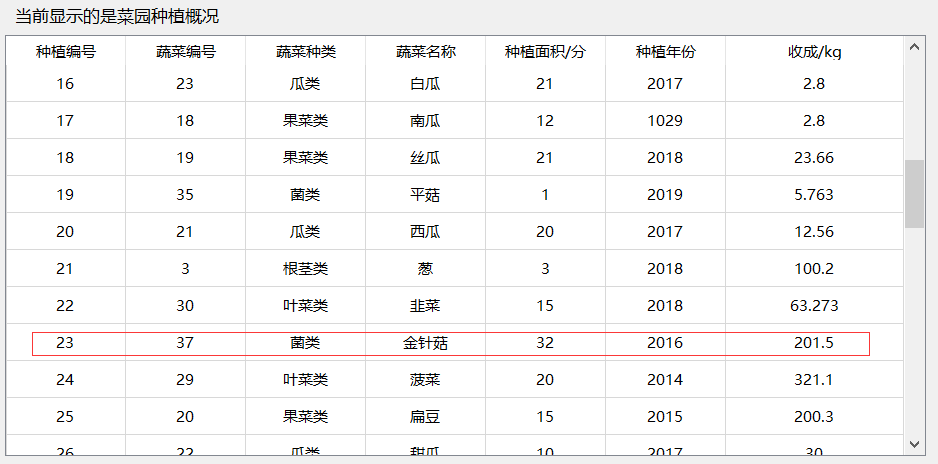 当前显示的是菜园种植概况
种植编号 蔬菜编号 蔬菜种类 蔬菜名称 种植面积/分 种植年份 收成/kg
16 23 瓜类 白瓜 21 2017 2.8
17 18 果菜类 南瓜 12 1029 2.8
18 19 果菜类 丝瓜 21 2018 23.66
19 35 菌类 平菇 1 2019 5.763
20 21 瓜类 西瓜 20 2017 12.56
21 3 根茎类 葱 3 2018 100.2
22 30 叶菜类 韭菜 15 2018 63.273
23 37 菌类 金针菇 32 2016 201.5
24 29 叶菜类 菠菜 20 2014 321.1
25 20 果菜类 扁豆 15 2015 200.3
26 22 瓜类 甜瓜 10 2017 30